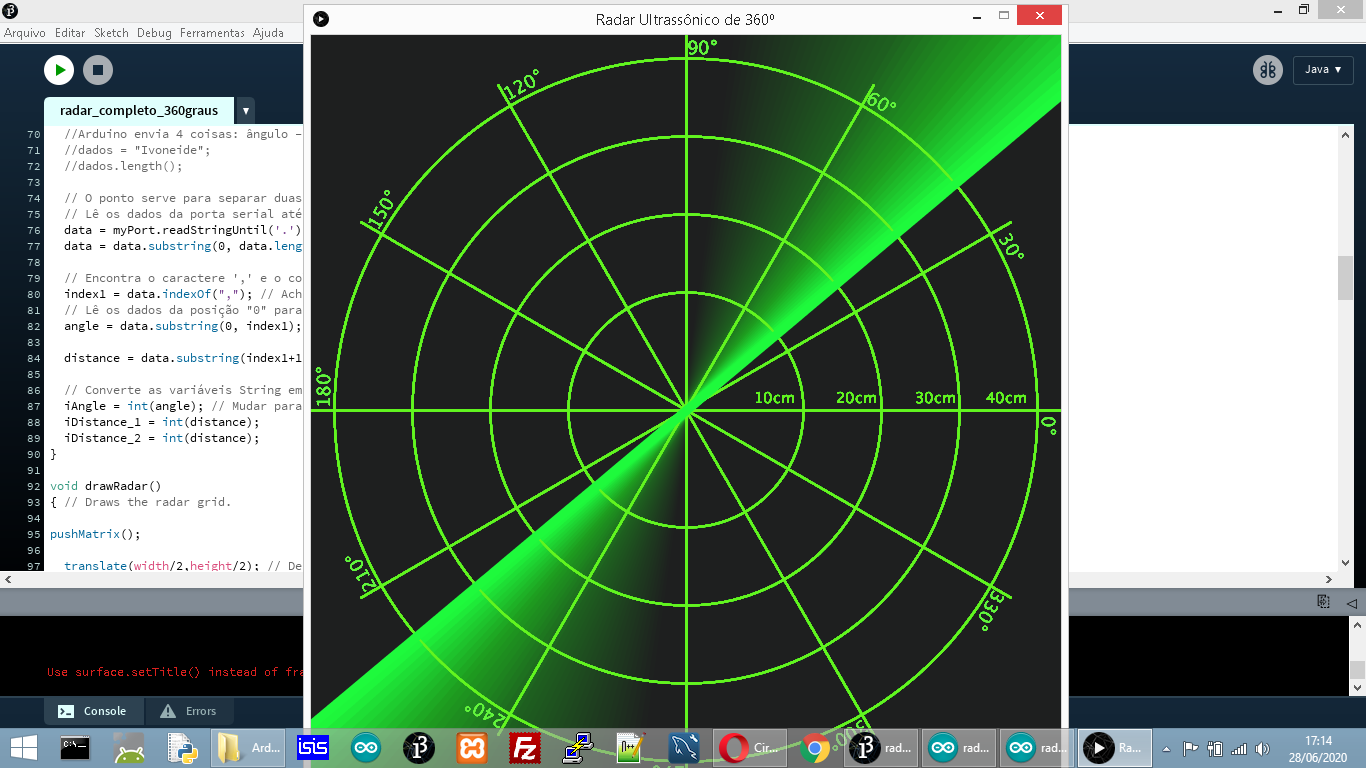 Radar Ultrassônico de 360º
Arquivo Editar Sketch Debug Ferramentas Ajuda
Java ▾
radar_completo_360graus
70 //Arduino envia 4 coisas: ângulo -
71 //dados = "Ivoneide";
72 //dados.length();
73
74 // O ponto serve para separar duas
75 // Lê os dados da porta serial até
76 data = myPort.readStringUntil('.')
77 data = data.substring(0, data.leng
78
79 // Encontra o caractere ',' e o co
80 index1 = data.indexOf(","); // Ach
81 // Lê os dados da posição "0" para
82 angle = data.substring(0, index1);
83
84 distance = data.substring(index1+1
85
86 // Converte as variáveis String em
87 iAngle = int(angle); // Mudar para
88 iDistance_1 = int(distance);
89 iDistance_2 = int(distance);
90 }
91
92 void drawRadar()
93 { // Draws the radar grid.
94
95 pushMatrix();
96
97 translate(width/2,height/2); // De
90°
120°
60°
150°
30°
180°
10cm
20cm
30cm
40cm
0°
210°
330°
240°
Use surface.setTitle() instead of fra
Console
Errors
C:\_
Ard...
isis
Fz
Cir...
rad...
rad...
rad...
Ra...
17:14
28/06/2020